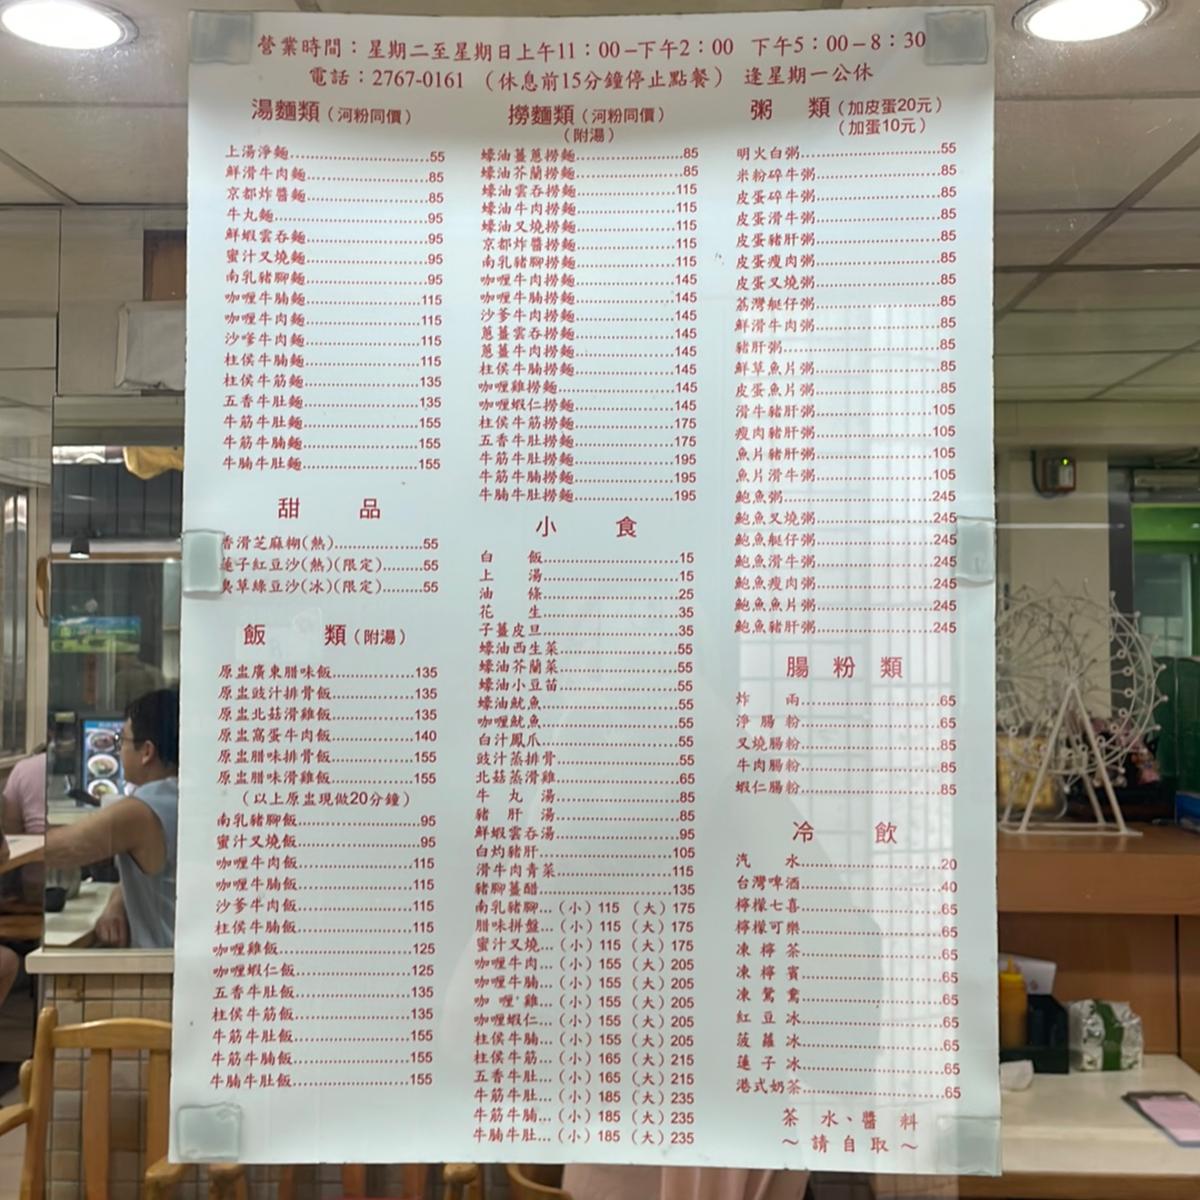 營業時間：星期二至星期日上午11：00–下午2：00 下午5：00–8：30
電話：2767-0161 （休息前15分鐘停止點餐） 逢星期一公休
湯麵類（河粉同價）
上湯淨麵...55
鮮滑牛肉麵...85
京都炸醬麵...85
牛丸麵...95
鮮蝦雲吞麵...95
蜜汁叉燒麵...95
南乳豬腳麵...95
咖喱牛腩麵...115
咖喱牛肉麵...115
沙嗲牛肉麵...115
柱侯牛腩麵...115
柱侯牛筋麵...135
五香牛肚麵...135
牛筋牛肚麵...155
牛筋牛腩麵...155
牛腩牛肚麵...155
甜 品
香滑芝麻糊(熱)...55
蓮子紅豆沙(熱)(限定)...55
臭草綠豆沙(冰)(限定)...55
飯 類（附湯）
原盅廣東腊味飯...135
原盅豉汁排骨飯...135
原盅北菇滑雞飯...135
原盅窩蛋牛肉飯...140
原盅腊味排骨飯...155
原盅腊味滑雞飯...155
（以上原盅現做20分鐘）
南乳豬腳飯...95
蜜汁叉燒飯...95
咖喱牛肉飯...115
咖喱牛腩飯...115
沙爹牛肉飯...115
柱侯牛腩飯...115
咖喱雞飯...125
咖喱蝦仁飯...125
五香牛肚飯...135
柱侯牛筋飯...135
牛筋牛肚飯...155
牛筋牛腩飯...155
牛腩牛肚飯...155
撈麵類（河粉同價）
（附湯）
蠔油薑蔥撈麵...85
蠔油芥蘭撈麵...85
蠔油雲吞撈麵...115
蠔油牛肉撈麵...115
蠔油叉燒撈麵...115
京都炸醬撈麵...115
南乳豬腳撈麵...115
咖喱牛肉撈麵...145
咖喱牛腩撈麵...145
沙爹牛肉撈麵...145
蔥薑雲吞撈麵...145
蔥薑牛肉撈麵...145
柱侯牛腩撈麵...145
咖喱雞撈麵...145
咖喱蝦仁撈麵...145
柱侯牛筋撈麵...175
五香牛肚撈麵...175
牛筋牛肚撈麵...195
牛筋牛腩撈麵...195
牛腩牛肚撈麵...195
小 食
白 飯...15
上 湯...15
油 條...25
花 生...35
子薑皮旦...35
蠔油西生菜...55
蠔油芥蘭菜...55
蠔油小豆苗...55
蠔油魷魚...55
咖喱魷魚...55
白汁鳳爪...55
豉汁蒸排骨...55
北菇蒸滑雞...65
牛 丸 湯...85
豬 肝 湯...85
鮮蝦雲吞湯...95
白灼豬肝...105
滑牛肉青菜...115
豬腳薑醋...135
南乳豬腳...（小）115 （大）175
腊味拼盤...（小）115 （大）175
蜜汁叉燒...（小）115 （大）175
咖喱牛肉...（小）155 （大）205
咖喱牛腩...（小）155 （大）205
咖 喱 雞...（小）155 （大）205
咖喱蝦仁...（小）155 （大）205
柱侯牛腩...（小）155 （大）205
柱侯牛筋...（小）165 （大）215
五香牛肚...（小）165 （大）215
牛筋牛肚...（小）185 （大）235
牛筋牛腩...（小）185 （大）235
牛腩牛肚...（小）185 （大）235
粥 類（加皮蛋20元）
（加蛋10元）
明火白粥...55
米粉碎牛粥...85
皮蛋碎牛粥...85
皮蛋滑牛粥...85
皮蛋豬肝粥...85
皮蛋瘦肉粥...85
皮蛋叉燒粥...85
荔灣艇仔粥...85
鮮滑牛肉粥...85
豬肝粥...85
鮮草魚片粥...85
皮蛋魚片粥...85
滑牛豬肝粥...105
瘦肉豬肝粥...105
魚片豬肝粥...105
魚片滑牛粥...105
鮑魚粥...245
鮑魚叉燒粥...245
鮑魚艇仔粥...245
鮑魚滑牛粥...245
鮑魚瘦肉粥...245
鮑魚魚片粥...245
鮑魚豬肝粥...245
腸 粉 類
炸 兩...65
淨 腸 粉...65
叉燒腸粉...85
牛肉腸粉...85
蝦仁腸粉...85
冷 飲
汽 水...20
台灣啤酒...40
檸檬七喜...65
檸檬可樂...65
凍 檸 茶...65
凍 檸 賓...65
凍 鴛 鴦...65
紅 豆 冰...65
菠 蘿 冰...65
蓮 子 冰...65
港式奶茶...65
茶 水、醬 料
～請 自 取～